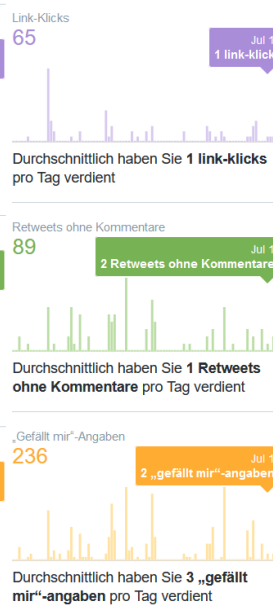 Link-Klicks
65
Jul 1
1 link-klick
Durchschnittlich haben Sie 1 link-klicks
pro Tag verdient
Retweets ohne Kommentare
89
Jul 1
2 Retweets ohne Kommentare
Durchschnittlich haben Sie 1 Retweets
ohne Kommentare pro Tag verdient
„Gefällt mir“-Angaben
236
Jul 1
2 „gefällt mir“-angaben
Durchschnittlich haben Sie 3 „gefällt
mir“-angaben pro Tag verdient